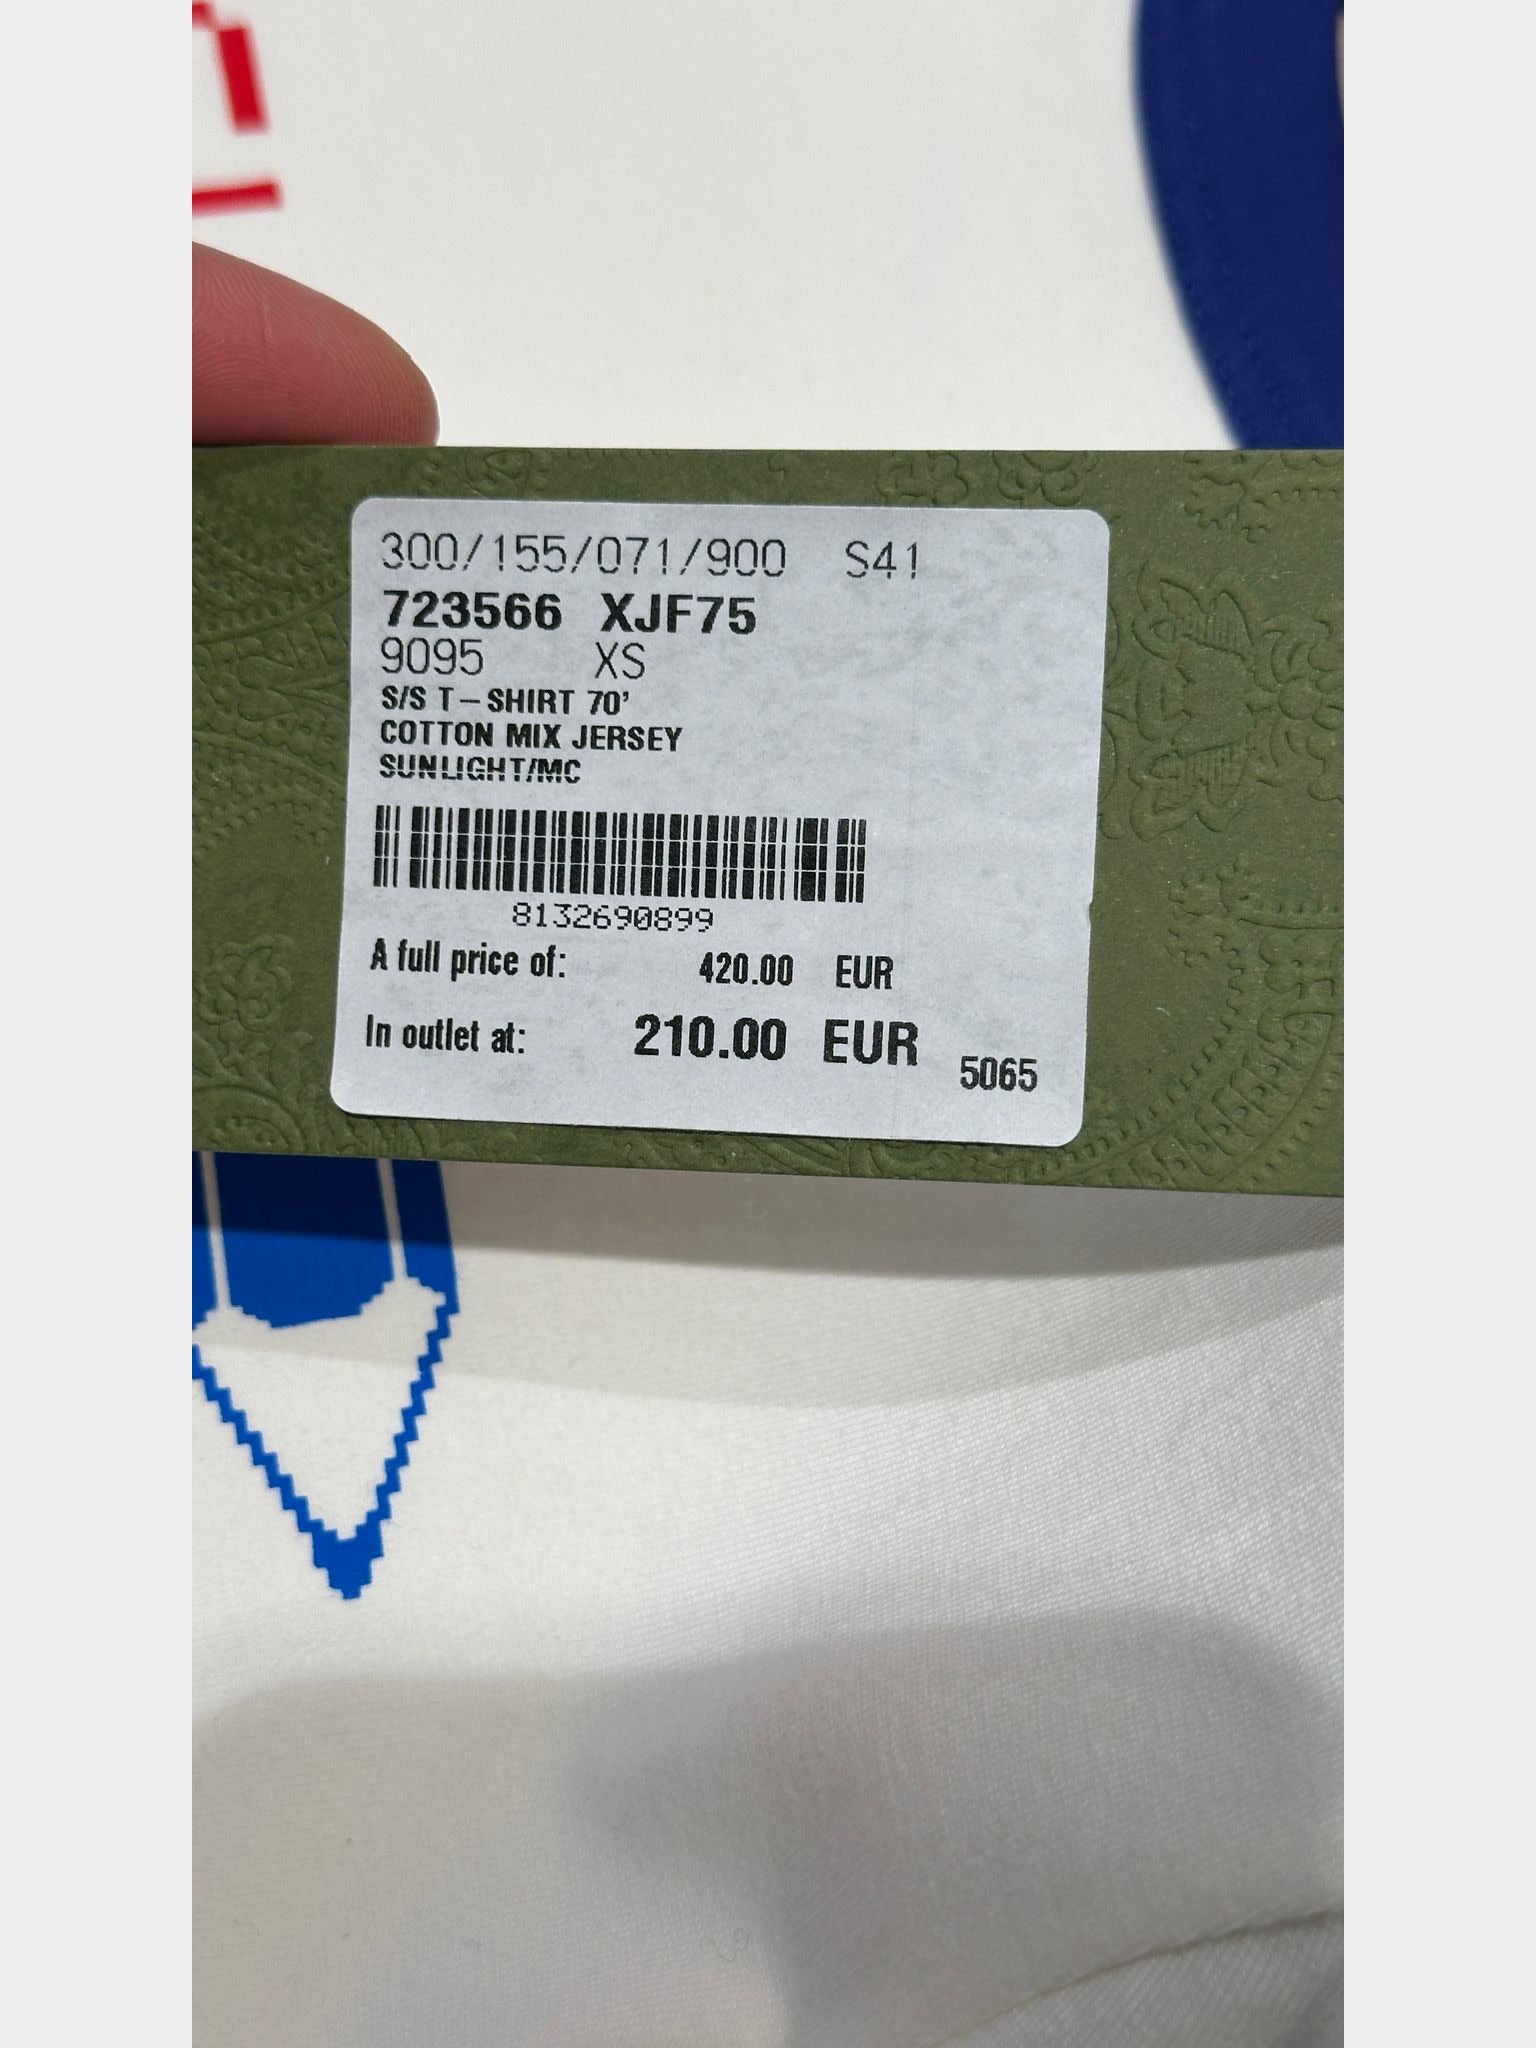 300/155/071/900 S41
723566 XJF75
9095 XS
S/S T-SHIRT 70'
COTTON MIX JERSEY
SUNLIGHT/MC
8132690899
A full price of: 420.00 EUR
In outlet at: 210.00 EUR 5065